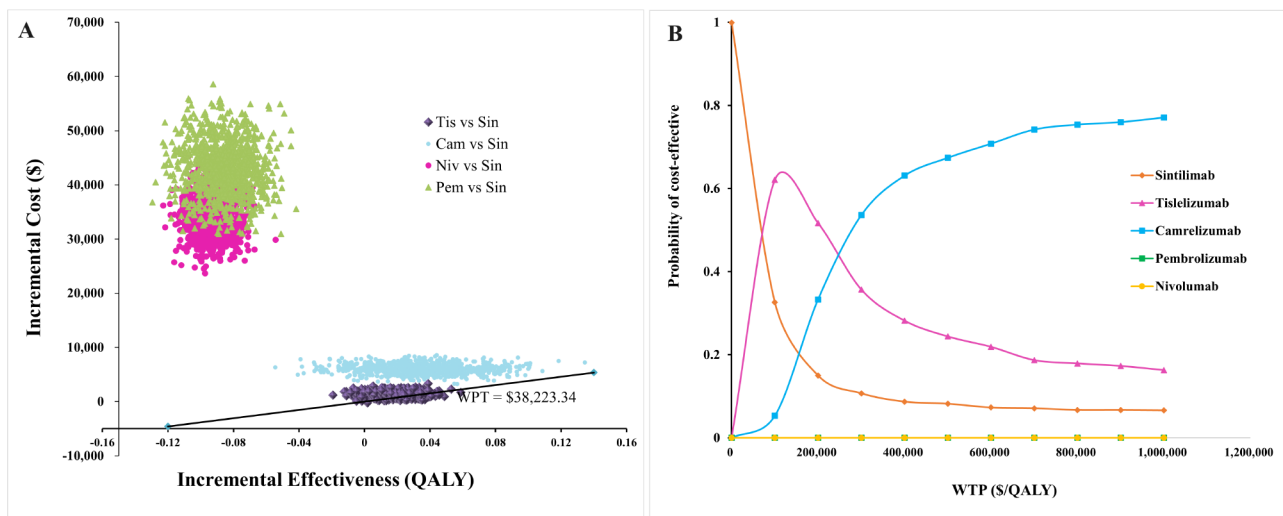 A
70,000
60,000
50,000
40,000
30,000
20,000
10,000
0
-10,000
Incremental Cost ($)
Tis vs Sin
Cam vs Sin
Niv vs Sin
Pem vs Sin
WPT = $38,223.34
-0.16 -0.12 -0.08 -0.04 0 0.04 0.08 0.12 0.16
Incremental Effectiveness (QALY)
B
1
0.8
0.6
0.4
0.2
0
Probability of cost-effective
Sintilimab
Tislelizumab
Camrelizumab
Pembrolizumab
Nivolumab
0 200,000 400,000 600,000 800,000 1,000,000 1,200,000
WTP ($/QALY)